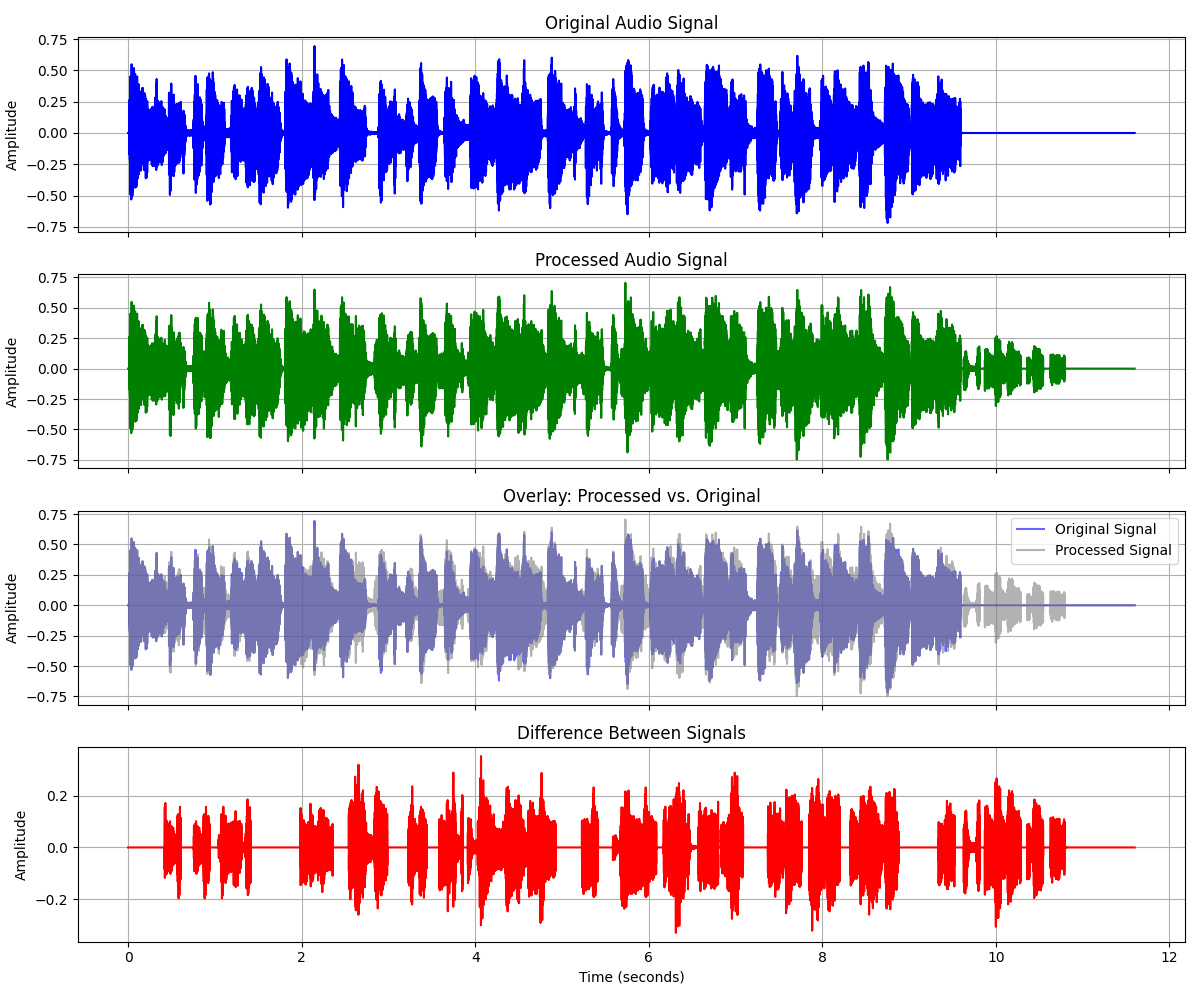 Original Audio Signal
0.75
0.50
0.25
0.00
−0.25
−0.50
−0.75
Amplitude
Processed Audio Signal
0.75
0.50
0.25
0.00
−0.25
−0.50
−0.75
Amplitude
Overlay: Processed vs. Original
0.75
0.50
0.25
0.00
−0.25
−0.50
−0.75
Amplitude
Original Signal
Processed Signal
Difference Between Signals
0.2
0.0
−0.2
Amplitude
0 2 4 6 8 10 12
Time (seconds)